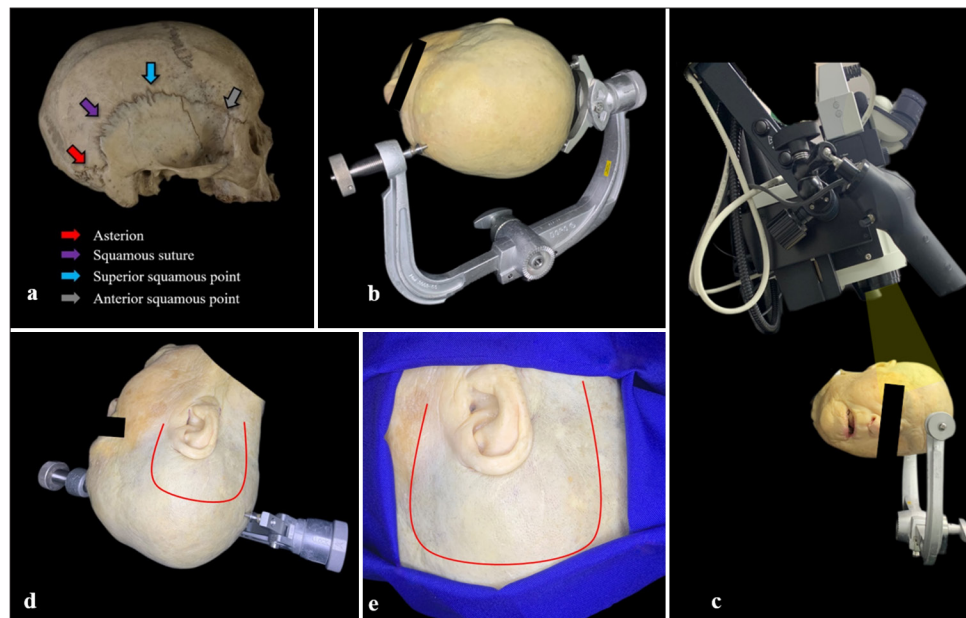 Asterion
Squamous suture
Superior squamous point
Anterior squamous point
a
b
c
d
e